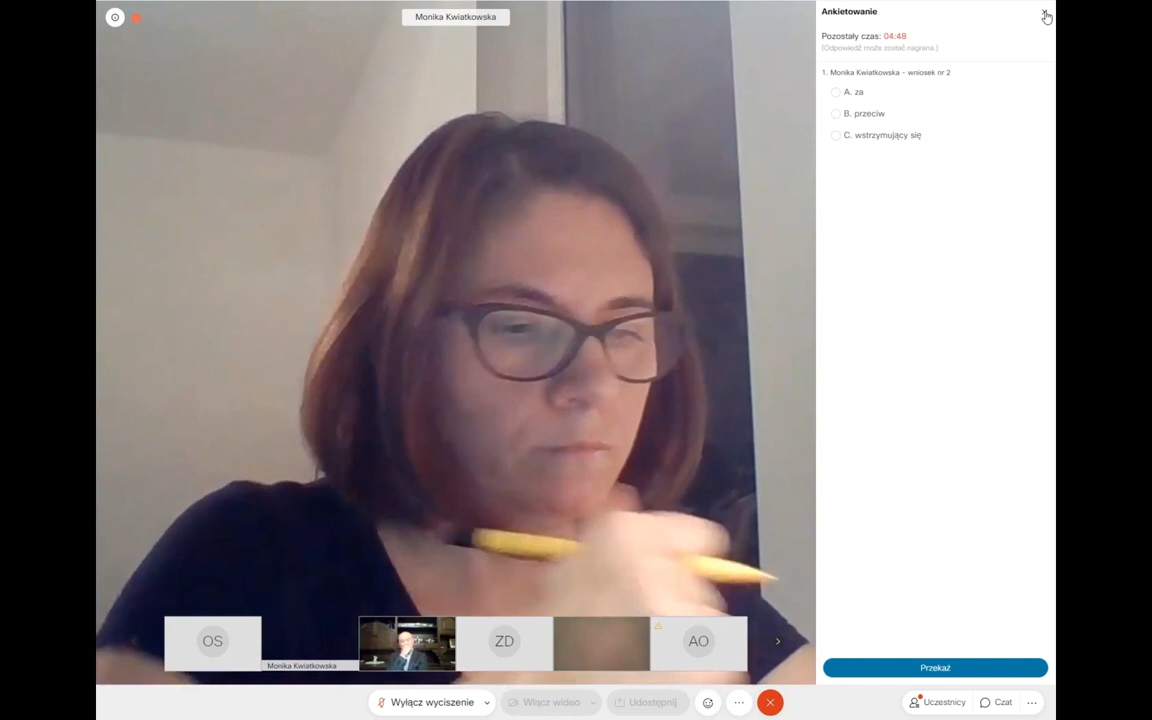 Monika Kwiatkowska
Ankietowanie
Pozostały czas: 04:48
(Odpowiedź może zostać nagrana.)
1. Monika Kwiatkowska - wniosek nr 2
A. za
B. przeciw
C. wstrzymujący się
OS
Monika Kwiatkowska
ZD
AO
Przekaż
Wyłącz wyciszenie
Włącz wideo
Udostępnij
Uczestnicy
Czat